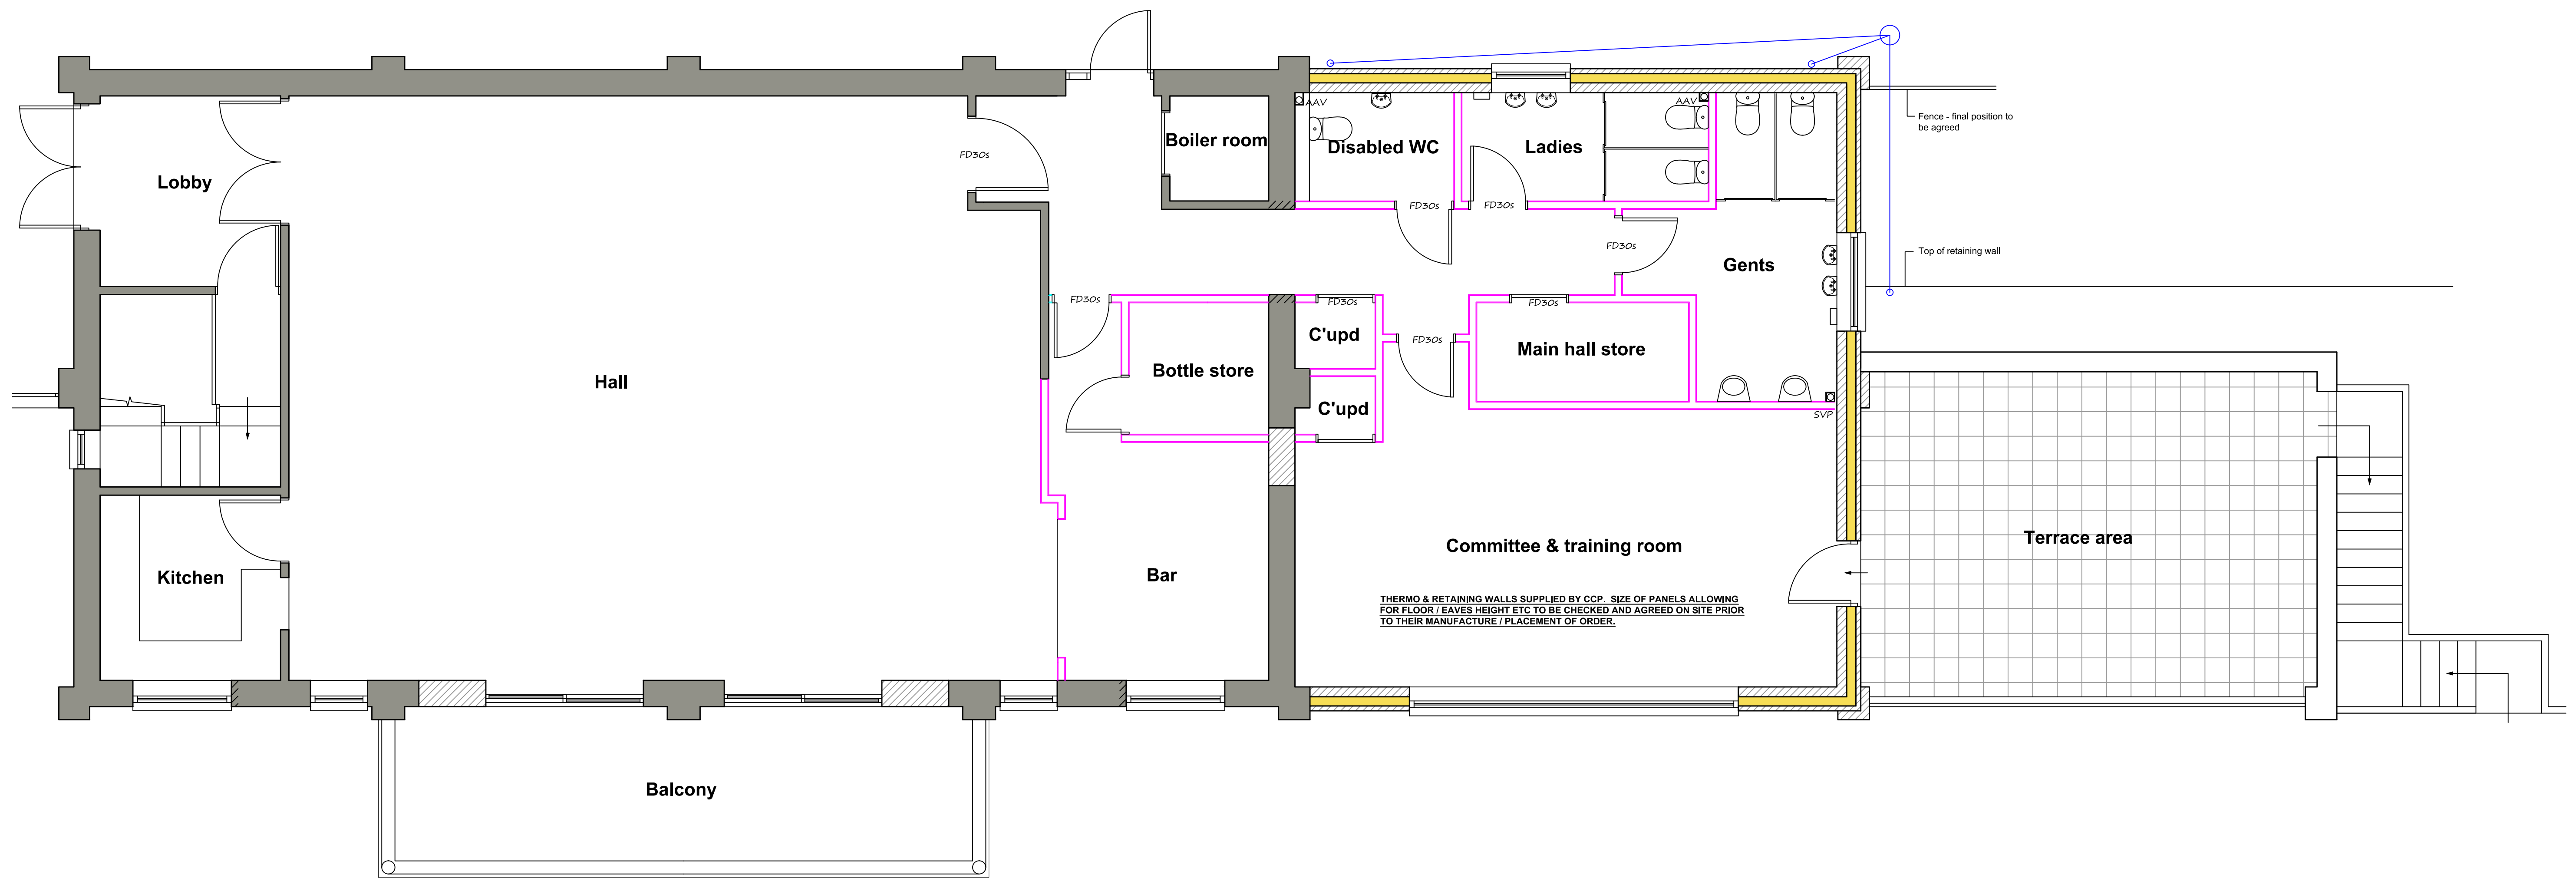 AAV
AAV
Fence - final position to
be agreed
Boiler room
Disabled WC
Ladies
FD30s
Lobby
FD30s
FD30s
FD30s
Top of retaining wall
Gents
FD30s
FD30s
FD30s
C'upd
FD30s
Main hall store
Bottle store
Hall
C'upd
SVP
Terrace area
Committee & training room
Bar
Kitchen
THERMO & RETAINING WALLS SUPPLIED BY CCP. SIZE OF PANELS ALLOWING
FOR FLOOR / EAVES HEIGHT ETC TO BE CHECKED AND AGREED ON SITE PRIOR
TO THEIR MANUFACTURE / PLACEMENT OF ORDER.
Balcony